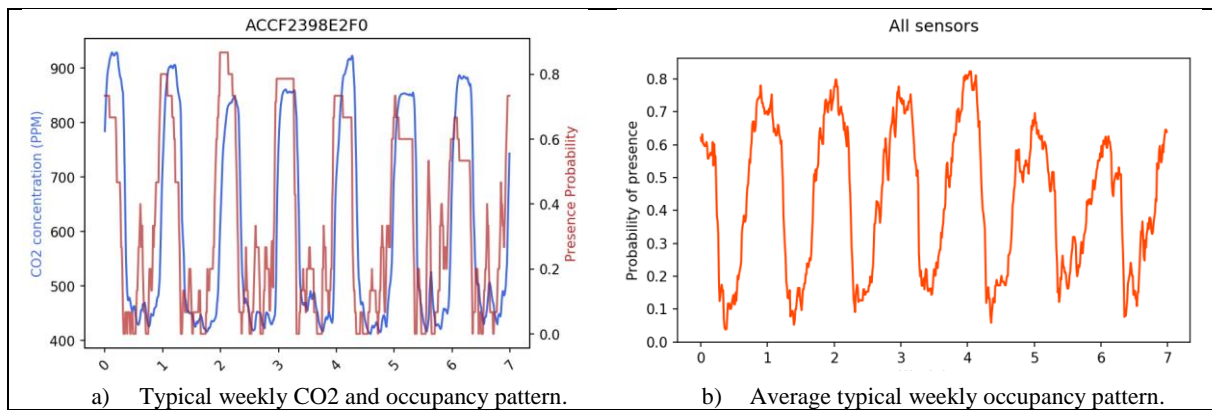 ACCF2398E2F0
900
800
700
600
500
400
CO2 concentration (PPM)
0.8
0.6
0.4
0.2
0.0
Presence Probability
0 1 2 3 4 5 6 7
a) Typical weekly CO2 and occupancy pattern.
All sensors
0.8
0.7
0.6
0.5
0.4
0.3
0.2
0.1
0.0
Probability of presence
0 1 2 3 4 5 6 7
b) Average typical weekly occupancy pattern.